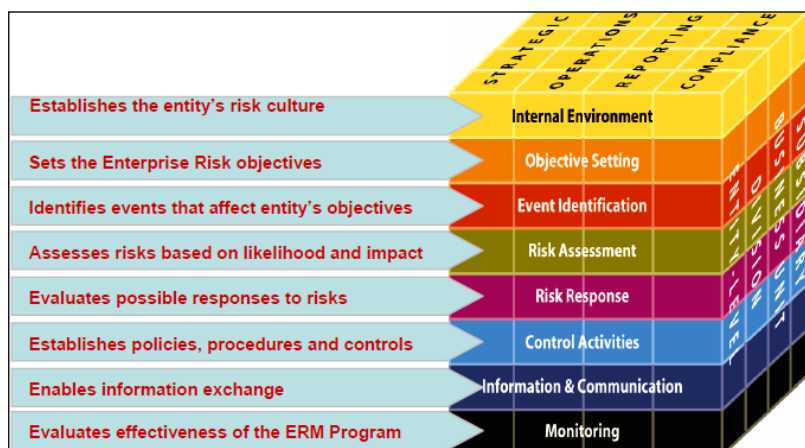 STRATEGIC
OPERATIONS
REPORTING
COMPLIANCE
Establishes the entity's risk culture
Internal Environment
Sets the Enterprise Risk objectives
Objective Setting
Identifies events that affect entity's objectives
Event Identification
Assesses risks based on likelihood and impact
Risk Assessment
Evaluates possible responses to risks
Risk Response
Establishes policies, procedures and controls
Control Activities
Enables information exchange
Information & Communication
Evaluates effectiveness of the ERM Program
Monitoring
ENTITY-LEVEL
DIVISION
BUSINESS UNIT
SUBSIDIARY